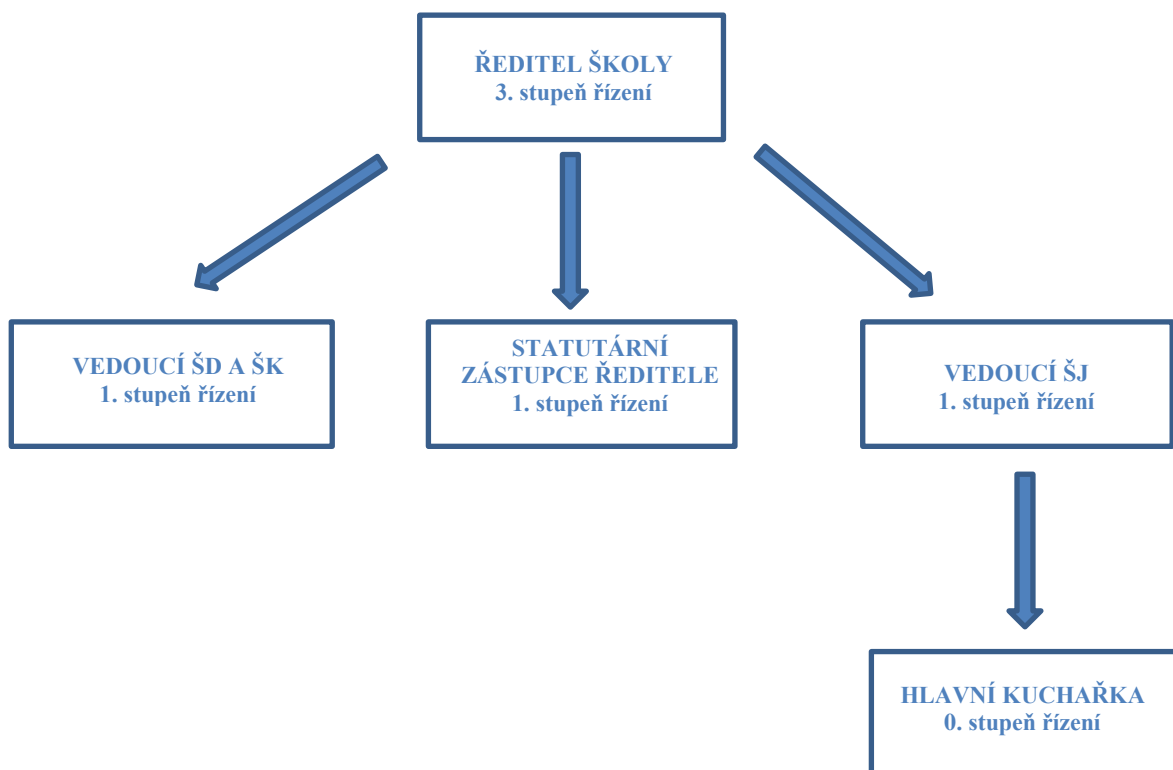 ŘEDITEL ŠKOLY
3. stupeň řízení
VEDOUCÍ ŠD A ŠK
1. stupeň řízení
STATUTÁRNÍ
ZÁSTUPCE ŘEDITELE
1. stupeň řízení
VEDOUCÍ ŠJ
1. stupeň řízení
HLAVNÍ KUCHAŘKA
0. stupeň řízení